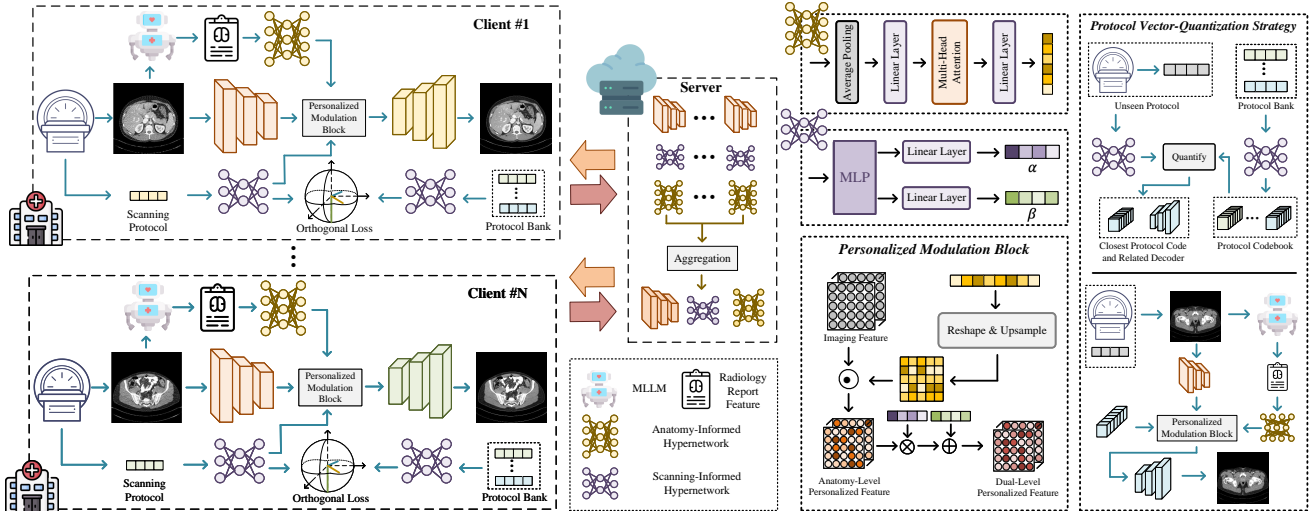 Client #1
Personalized
Modulation
Block
Scanning
Protocol
Orthogonal Loss
Protocol Bank
Client #N
Personalized
Modulation
Block
Scanning
Protocol
Orthogonal Loss
Protocol Bank
Server
Aggregation
MLLM
Radiology
Report
Feature
Anatomy-Informed
Hypernetwork
Scanning-Informed
Hypernetwork
Average Pooling
Linear Layer
Multi-Head
Attention
Linear Layer
MLP
Linear Layer
α
Linear Layer
β
Personalized Modulation Block
Imaging Feature
Reshape & Upsample
Anatomy-Level
Personalized Feature
Dual-Level
Personalized Feature
Protocol Vector-Quantization Strategy
Unseen Protocol
Protocol Bank
Quantify
Closest Protocol Code
and Related Decoder
Protocol Codebook
Personalized
Modulation Block